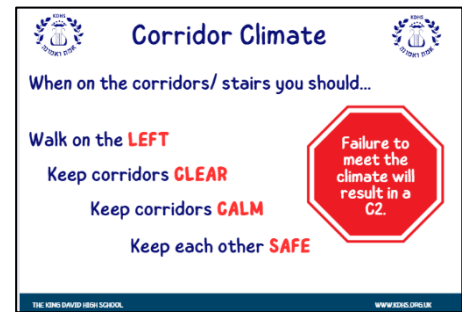 KDHS
Corridor Climate
KDHS
When on the corridors/ stairs you should...
Walk on the LEFT
Keep corridors CLEAR
Keep corridors CALM
Keep each other SAFE
Failure to
meet the
climate will
result in a
C2.
THE KING DAVID HIGH SCHOOL
WWW.KDHS.ORG.UK